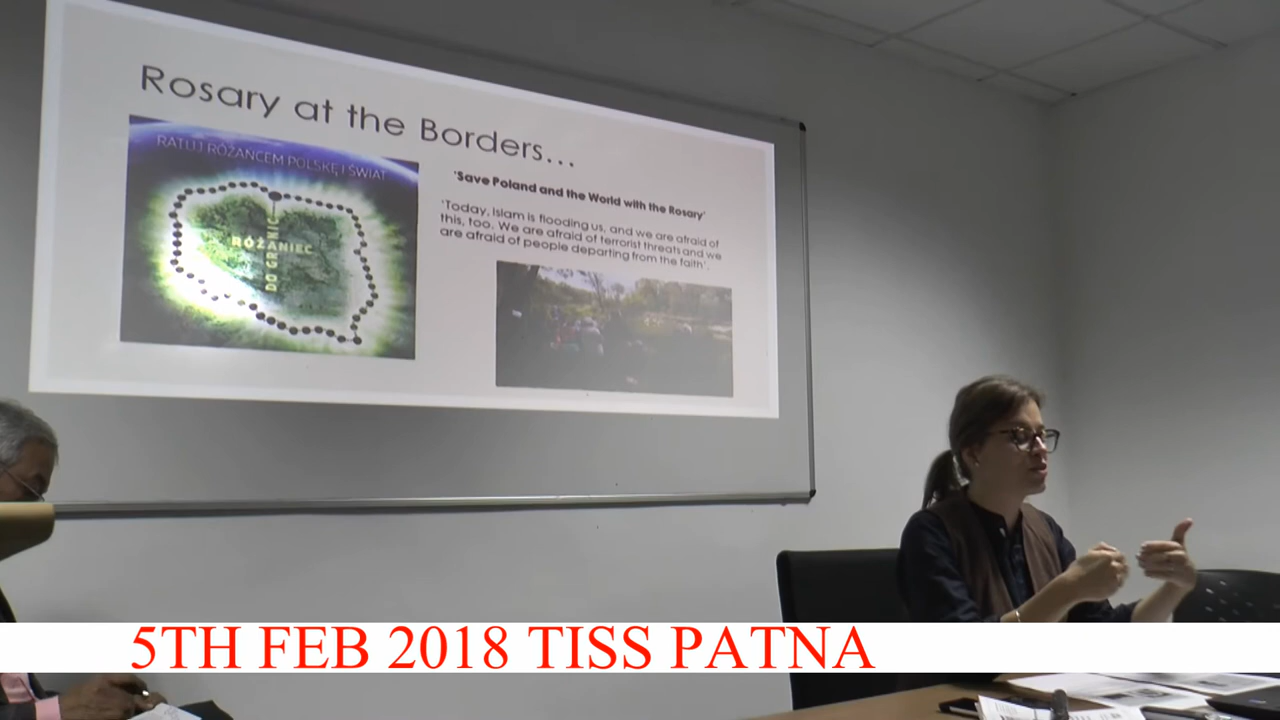 Rosary at the Borders...
RATUJ RÓŻAŃCEM POLSKĘ I ŚWIAT
RÓŻANIEC
DO GRANIC
'Save Poland and the World with the Rosary'
'Today, Islam is flooding us, and we are afraid of
this, too. We are afraid of terrorist threats and we
are afraid of people departing from the faith'.
5TH FEB 2018 TISS PATNA